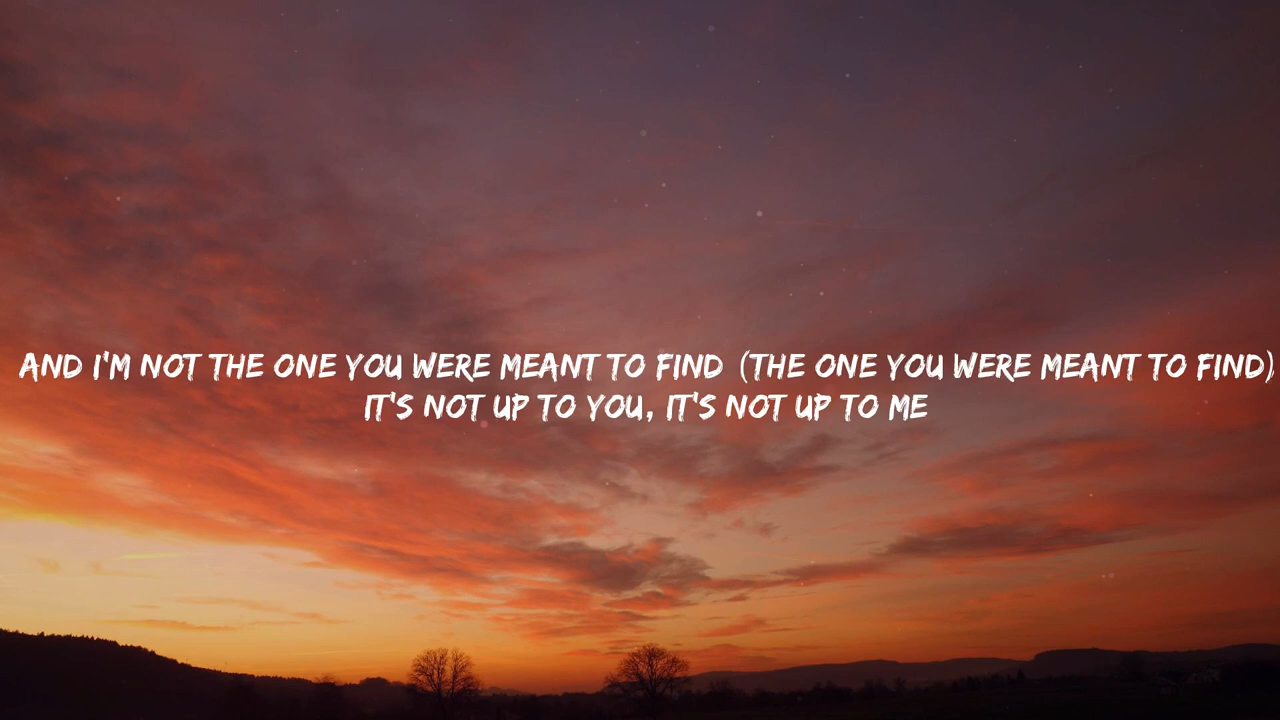 AND I'M NOT THE ONE YOU WERE MEANT TO FIND (THE ONE YOU WERE MEANT TO FIND)
IT'S NOT UP TO YOU, IT'S NOT UP TO ME